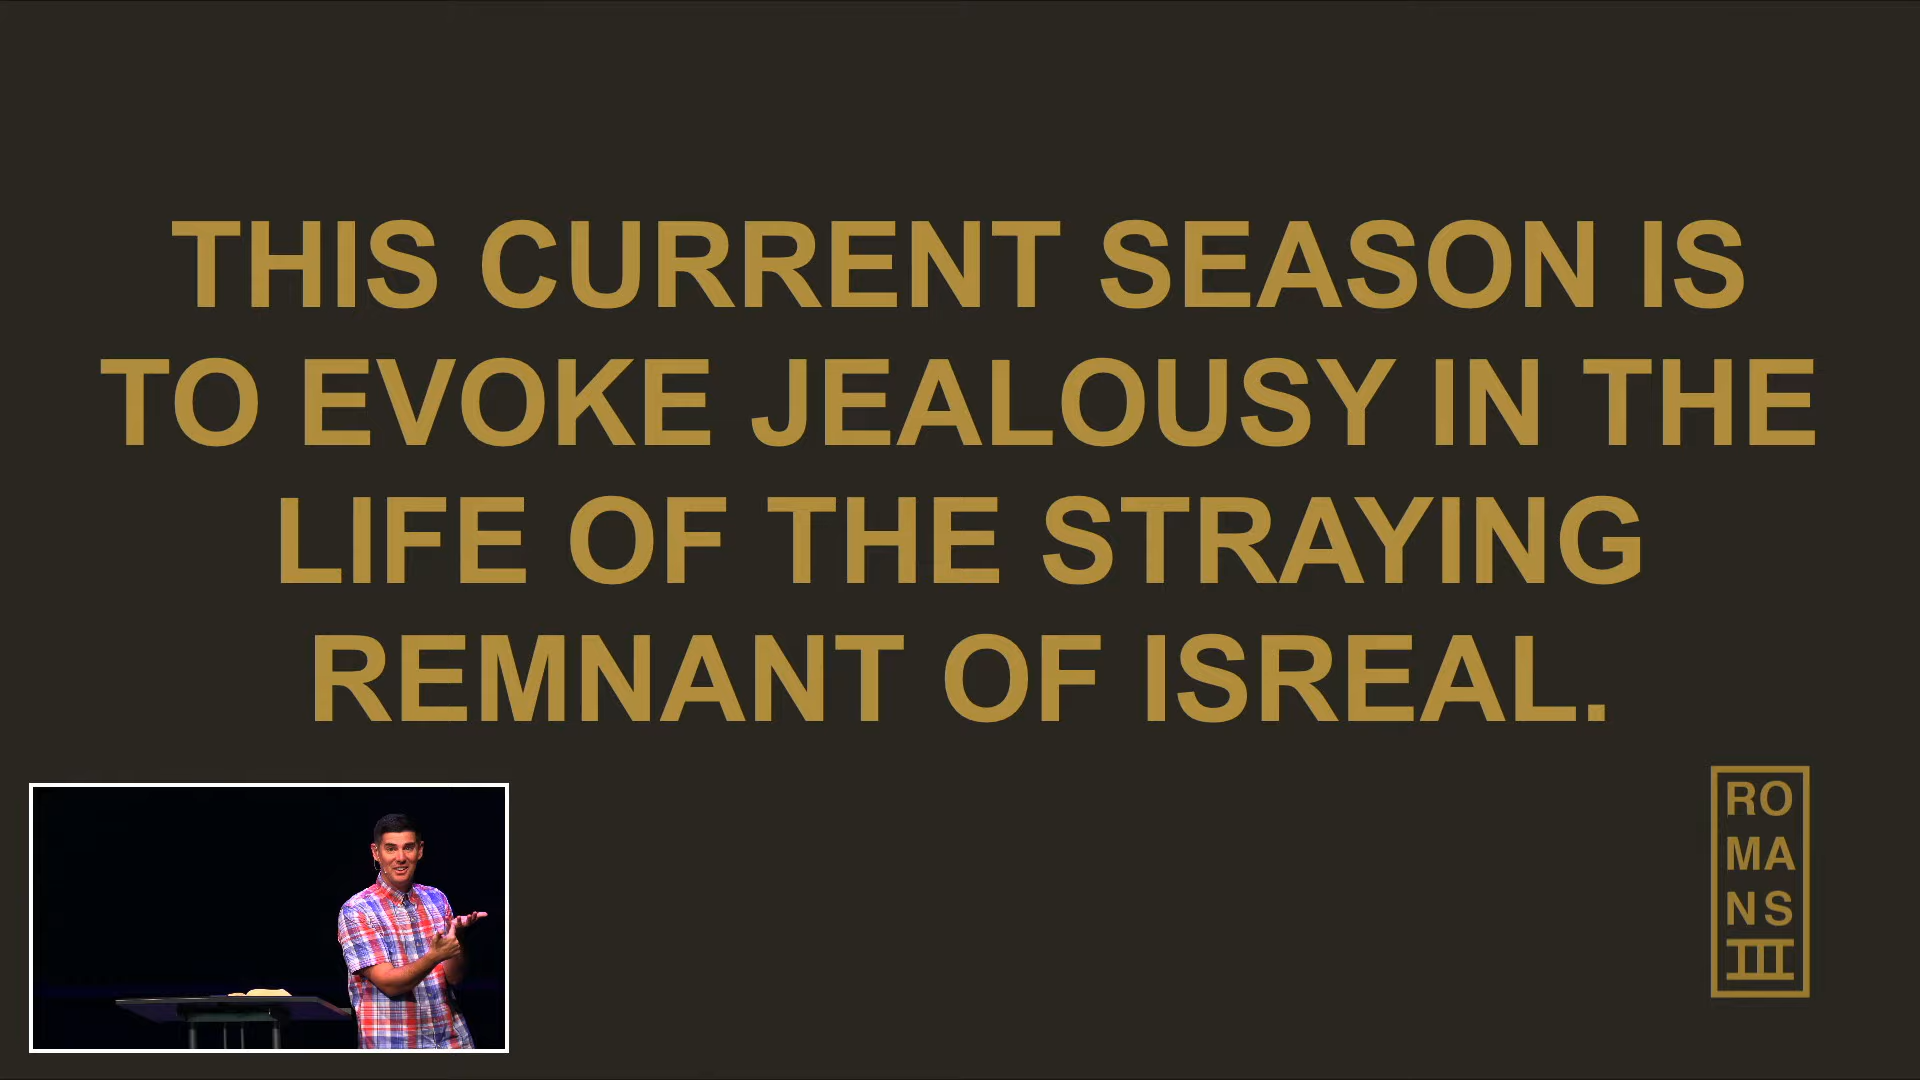 THIS CURRENT SEASON IS
TO EVOKE JEALOUSY IN THE
LIFE OF THE STRAYING
REMNANT OF ISREAL.
RO
MA
NS
III